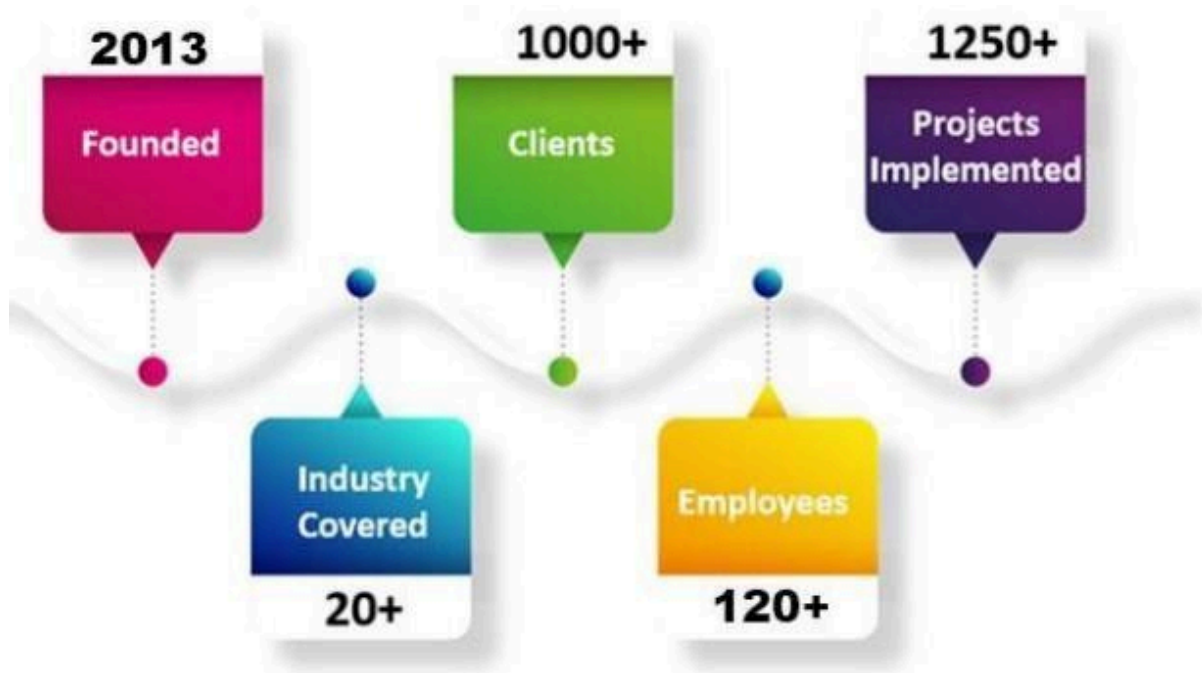 2013
Founded
Industry
Covered
20+
1000+
Clients
Employees
120+
1250+
Projects
Implemented